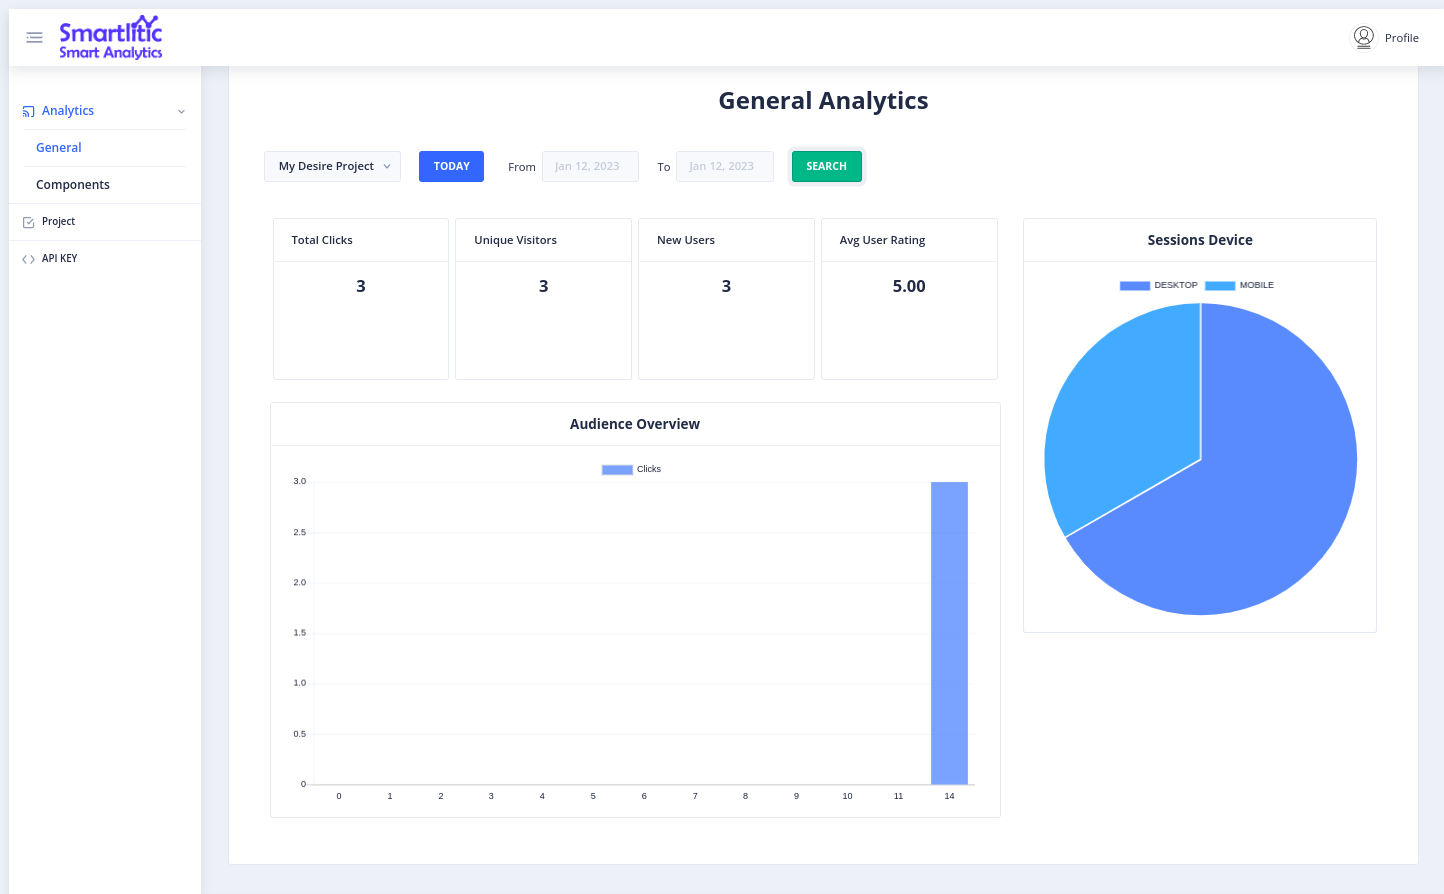 Smartlitic
Smart Analytics
Profile
Analytics
General
Components
Project
API KEY
General Analytics
My Desire Project
TODAY
From
Jan 12, 2023
To
Jan 12, 2023
SEARCH
Total Clicks
3
Unique Visitors
3
New Users
3
Avg User Rating
5.00
Sessions Device
DESKTOP
MOBILE
Audience Overview
Clicks
3.0
2.5
2.0
1.5
1.0
0.5
0
0 1 2 3 4 5 6 7 8 9 10 11 14